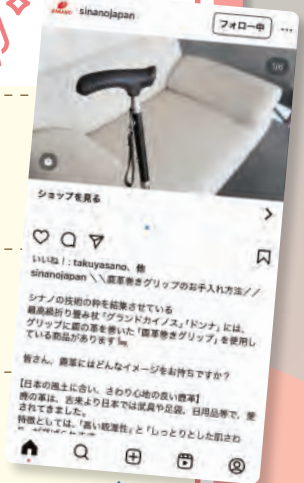 sinanojapan
フォロー中
ショップを見る
いいね！: takuyasano、他
sinanojapan ＼＼鹿革巻きグリップのお手入れ方法／／
シナノの技術の粋を結集させている
最高級折り畳み杖「グランドカイノス」「ドンナ」には、
グリップに鹿の革を巻いた「鹿革巻きグリップ」を使用し
ている商品があります
皆さん、鹿革にはどんなイメージをお持ちですか？
【日本の風土に合い、さわり心地の良い鹿革】
鹿の革は、古来より日本では武具や足袋、日用品等で、愛
されてきました。
特徴としては、「高い吸湿性」と「しっとりとした肌さわ